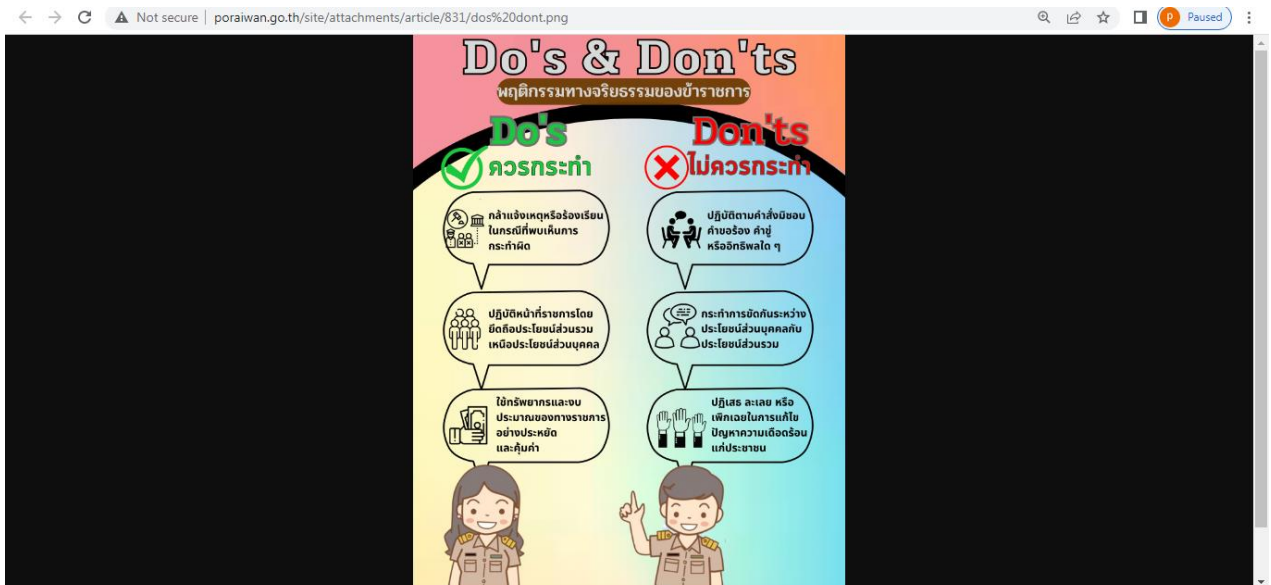 Not secure
poraiwan.go.th/site/attachments/article/831/dos%20dont.png
P
Paused
Do's & Don'ts
พฤติกรรมทางจริยธรรมของข้าราชการ
Do's
ควรกระทำ
กล้าแจ้งเหตุหรือร้องเรียน
ในกรณีที่พบเห็นการ
กระทำผิด
ปฏิบัติหน้าที่ราชการโดย
ยึดถือประโยชน์ส่วนรวม
เหนือประโยชน์ส่วนบุคคล
ใช้ทรัพยากรและงบ
ประมาณของทางราชการ
อย่างประหยัด
และคุ้มค่า
Don'ts
ไม่ควรกระทำ
ปฏิบัติตามคำสั่งมิชอบ
คำขอร้อง คำขู่
หรืออิทธิพลใด ๆ
กระทำการขัดกันระหว่าง
ประโยชน์ส่วนบุคคลกับ
ประโยชน์ส่วนรวม
ปฏิเสธ ละเลย หรือ
เพิกเฉยในการแก้ไข
ปัญหาความเดือดร้อน
แก่ประชาชน